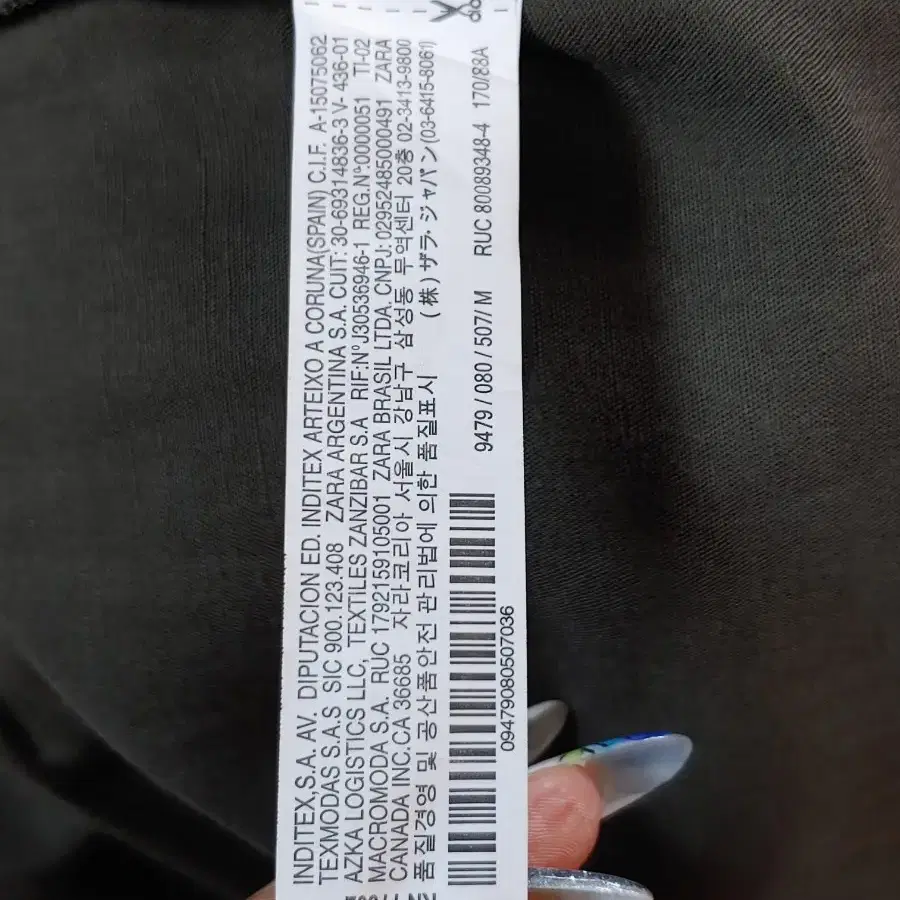 INDITEX,S.A. AV. DIPUTACION ED. INDITEX ARTEIXO A CORUNA(SPAIN) C.I.F. A-15075062
TEXMODAS S.A.S SIC 900.123.408 ZARA ARGENTINA S.A. CUIT: 30-69314836-3 V- 436-01
AZKA LOGISTICS LLC, TEXTILES ZANZIBAR S.A RIF:Nº J30536946-1 REG.Nº:0000051 TI-02
MACROMODA S.A. RUC 1792159105001 ZARA BRASIL LTDA. CNPJ: 02952485000491 ZARA
CANADA INC.CA 36685 자라코리아 서울시 강남구 삼성동 무역센터 20층 02-3413-9800
품질경영 및 공산품안전 관리법에 의한 품질표시 (株)ザラ・ジャパン(03-6415-8061)
9479 / 080 / 507/ M RUC 80089348-4 170/88A
09479080507036